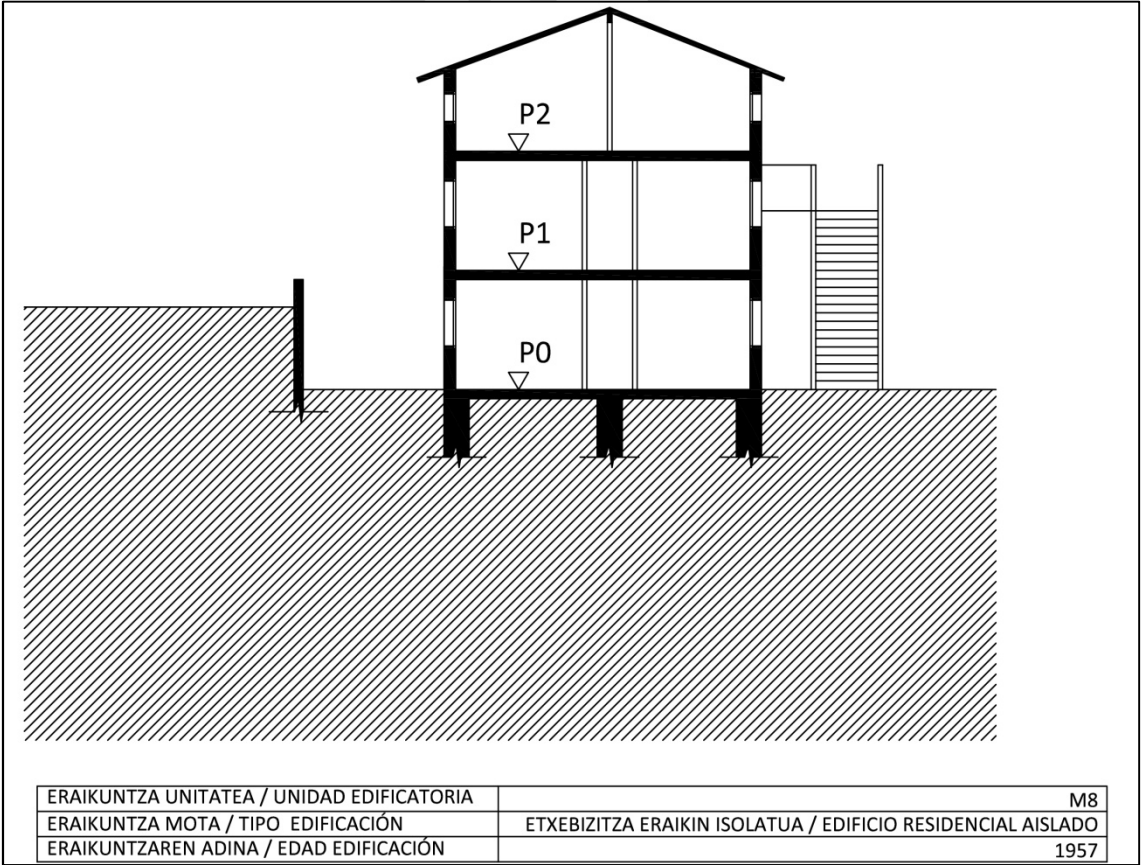 P2
P1
P0
ERAIKUNTZA UNITATEA / UNIDAD EDIFICATORIA M8
ERAIKUNTZA MOTA / TIPO EDIFICACIÓN ETXEBIZITZA ERAIKIN ISOLATUA / EDIFICIO RESIDENCIAL AISLADO
ERAIKUNTZAREN ADINA / EDAD EDIFICACIÓN 1957